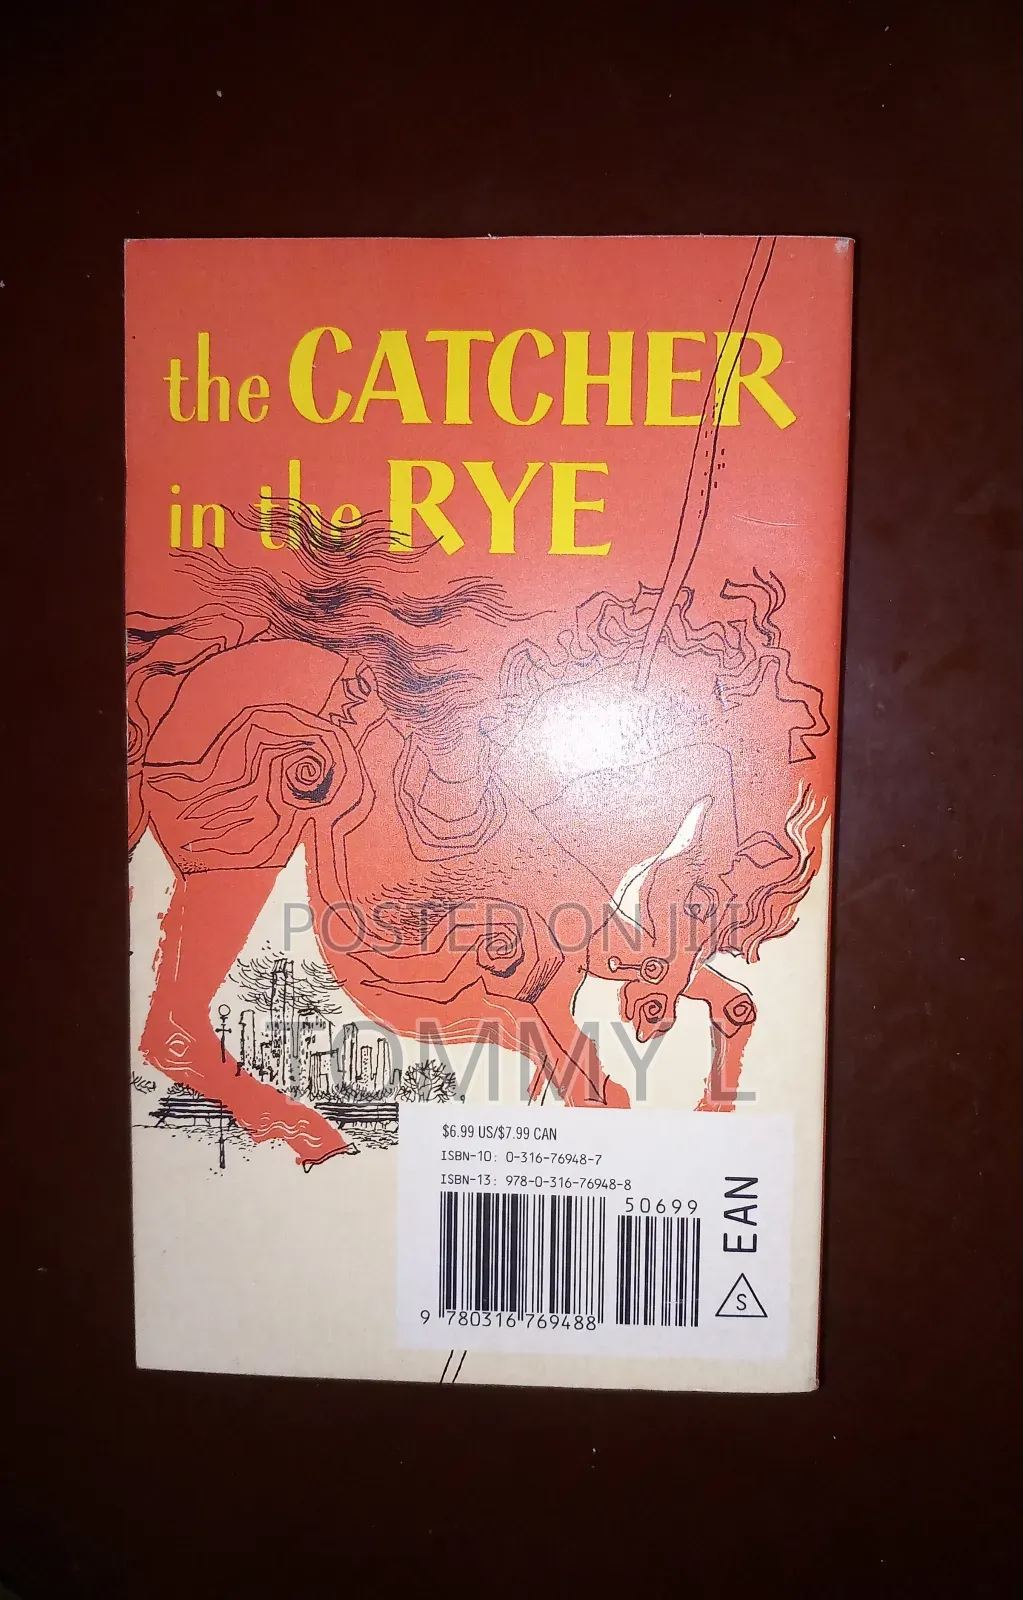 the CATCHER
in the RYE
POSTED ON JIJI
TOMMY L
$6.99 US/$7.99 CAN
ISBN-10: 0-316-76948-7
ISBN-13: 978-0-316-76948-8
50699
EAN
S
9 780316 769488